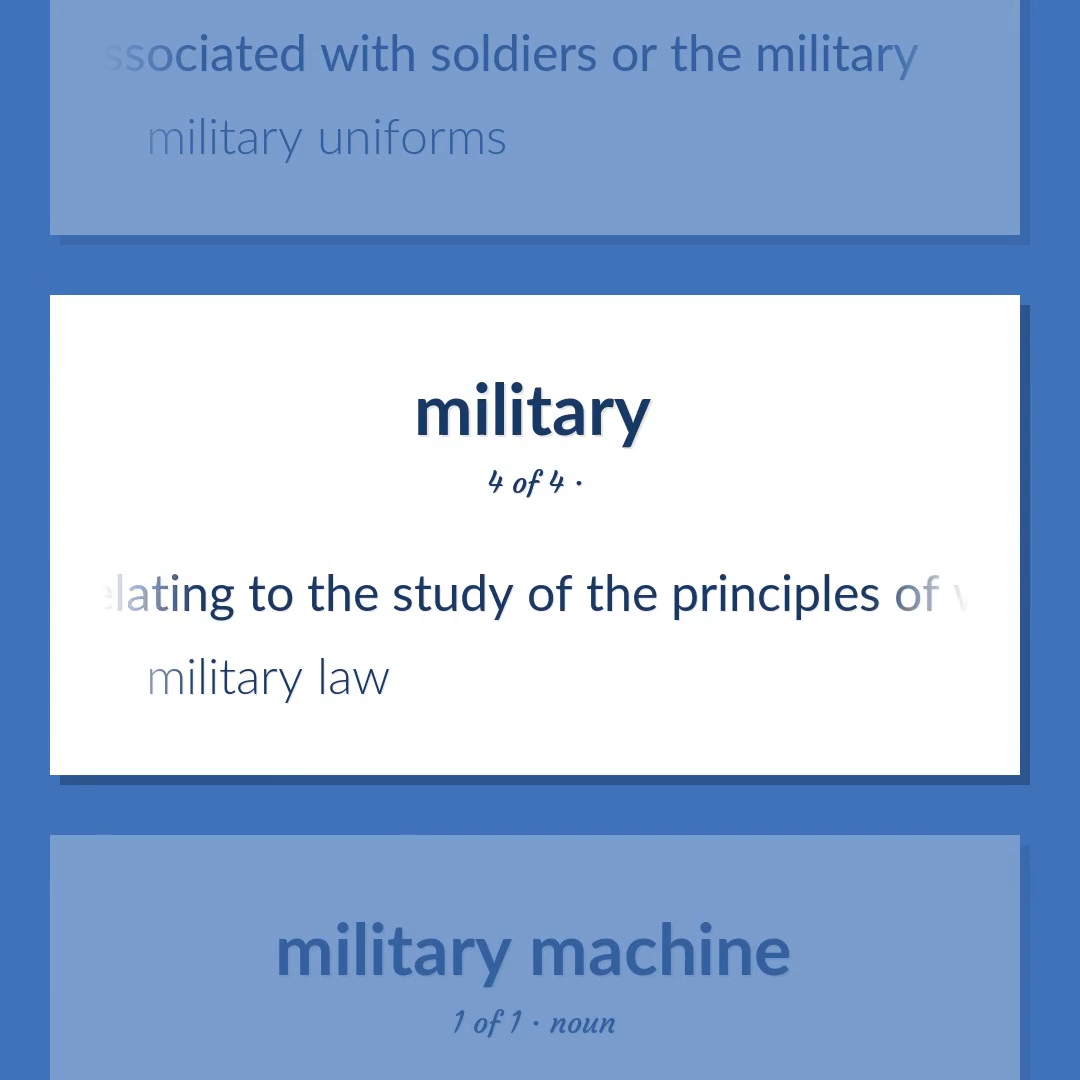 ssociated with soldiers or the military
military uniforms
military
4 of 4 ·
elating to the study of the principles of
military law
military machine
1 of 1 · noun